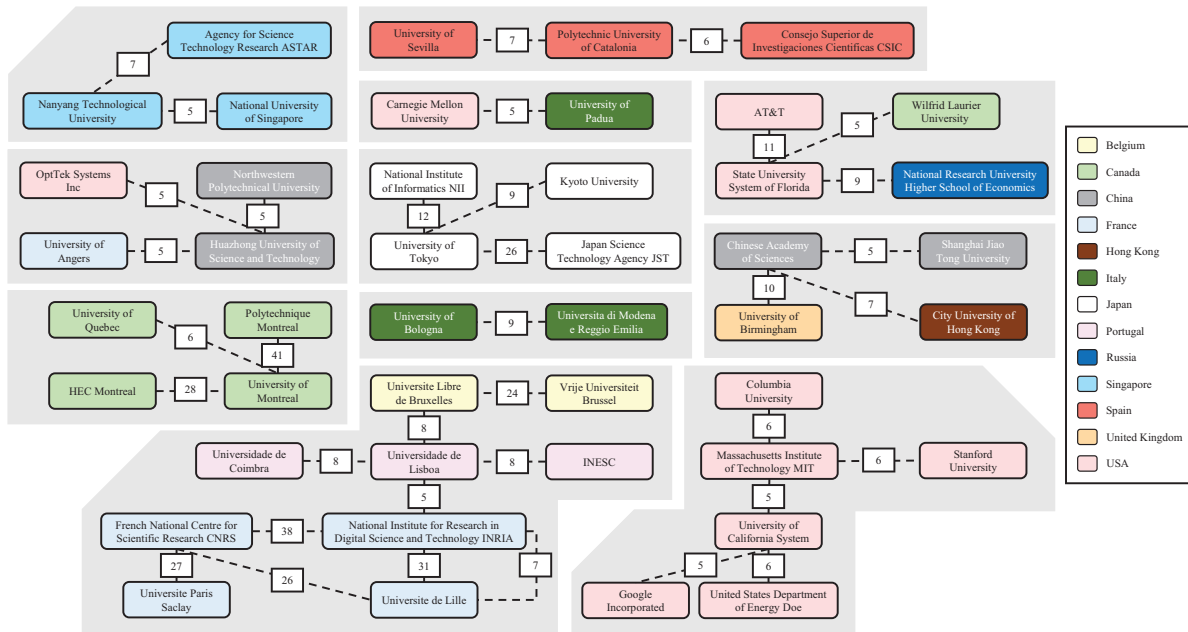 Agency for Science
Technology Research ASTAR
7
Nanyang Technological
University
5
National University
of Singapore
University of
Sevilla
7
Polytechnic University
of Catalonia
6
Consejo Superior de
Investigaciones Cientificas CSIC
Carnegie Mellon
University
5
University of
Padua
AT&T
Wilfrid Laurier
University
11
5
State University
System of Florida
9
National Research University
Higher School of Economics
OptTek Systems
Inc
Northwestern
Polytechnical University
5
5
University of
Angers
5
Huazhong University of
Science and Technology
National Institute
of Informatics NII
Kyoto University
9
12
University of
Tokyo
26
Japan Science
Technology Agency JST
Chinese Academy
of Sciences
5
Shanghai Jiao
Tong University
10
7
University of
Birmingham
City University of
Hong Kong
University of
Quebec
Polytechnique
Montreal
6
41
HEC Montreal
28
University of
Montreal
University of
Bologna
9
Universita di Modena
e Reggio Emilia
Universite Libre
de Bruxelles
24
Vrije Universiteit
Brussel
8
Universidade de
Coimbra
8
Universidade de
Lisboa
8
INESC
5
French National Centre for
Scientific Research CNRS
38
National Institute for Research in
Digital Science and Technology INRIA
27
26
31
7
Universite Paris
Saclay
Universite de Lille
Columbia
University
6
Massachusetts Institute
of Technology MIT
6
Stanford
University
5
University of
California System
5
6
Google
Incorporated
United States Department
of Energy Doe
Belgium
Canada
China
France
Hong Kong
Italy
Japan
Portugal
Russia
Singapore
Spain
United Kingdom
USA